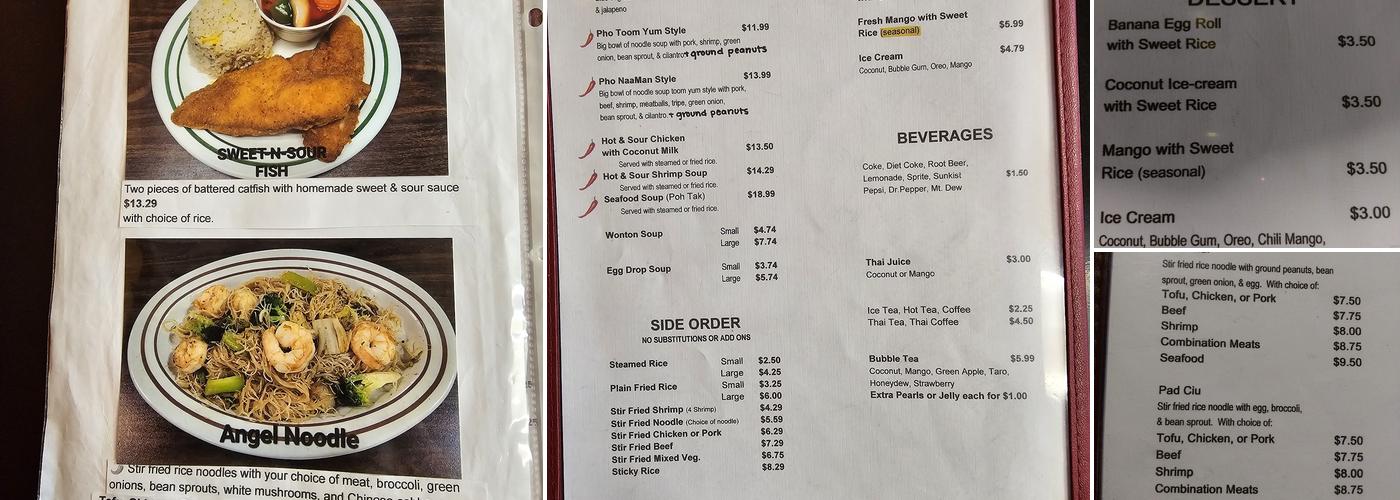 SWEET-N-SOUR
FISH
Two pieces of battered catfish with homemade sweet & sour sauce
$13.29
with choice of rice.
Angel Noodle
Stir fried rice noodles with your choice of meat, broccoli, green
onions, bean sprouts, white mushrooms, and Chinese
& jalapeno
Pho Toom Yum Style $11.99
Big bowl of noodle soup with pork, shrimp, green
onion, bean sprout, & cilantro + ground peanuts
Pho NaaMan Style $13.99
Big bowl of noodle soup toom yum style with pork,
beef, shrimp, meatballs, tripe, green onion,
bean sprout, & cilantro. + ground peanuts
Hot & Sour Chicken
with Coconut Milk $13.50
Served with steamed or fried rice.
Hot & Sour Shrimp Soup $14.29
Served with steamed or fried rice.
Seafood Soup (Poh Tak) $18.99
Served with steamed or fried rice.
Wonton Soup Small $4.74
Large $7.74
Egg Drop Soup Small $3.74
Large $5.74
SIDE ORDER
NO SUBSTITUTIONS OR ADD ONS
Steamed Rice Small $2.50
Large $4.25
Plain Fried Rice Small $3.25
Large $6.00
Stir Fried Shrimp (4 Shrimp) $4.29
Stir Fried Noodle (Choice of noodle) $5.59
Stir Fried Chicken or Pork $6.29
Stir Fried Beef $7.29
Stir Fried Mixed Veg. $6.75
Sticky Rice $8.29
Fresh Mango with Sweet $5.99
Rice (seasonal)
Ice Cream $4.79
Coconut, Bubble Gum, Oreo, Mango
BEVERAGES
Coke, Diet Coke, Root Beer,
Lemonade, Sprite, Sunkist $1.50
Pepsi, Dr.Pepper, Mt. Dew
Thai Juice $3.00
Coconut or Mango
Ice Tea, Hot Tea, Coffee $2.25
Thai Tea, Thai Coffee $4.50
Bubble Tea $5.99
Coconut, Mango, Green Apple, Taro,
Honeydew, Strawberry
Extra Pearls or Jelly each for $1.00
DESSERT
Banana Egg Roll
with Sweet Rice $3.50
Coconut Ice-cream
with Sweet Rice $3.50
Mango with Sweet
Rice (seasonal) $3.50
Ice Cream $3.00
Coconut, Bubble Gum, Oreo, Chili Mango,
Stir fried rice noodle with ground peanuts, bean
sprout, green onion, & egg. With choice of:
Tofu, Chicken, or Pork $7.50
Beef $7.75
Shrimp $8.00
Combination Meats $8.75
Seafood $9.50
Pad Ciu
Stir fried rice noodle with egg, broccoli,
& bean sprout. With choice of:
Tofu, Chicken, or Pork $7.50
Beef $7.75
Shrimp $8.00
Combination Meats $8.75